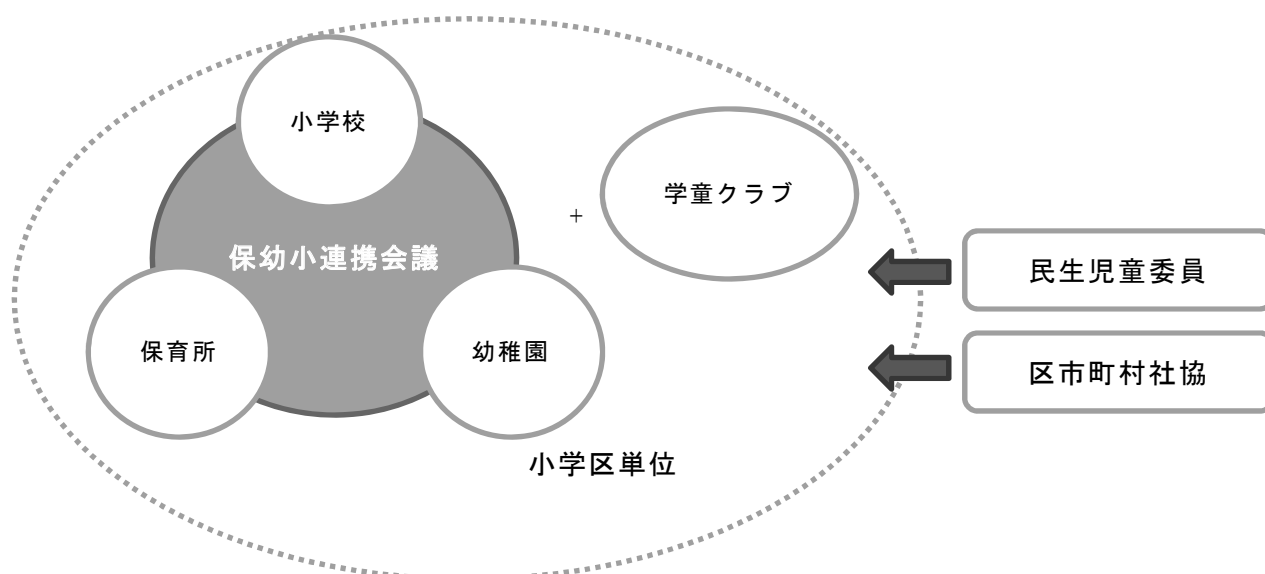 小学校
学童クラブ
+
保幼小連携会議
民生児童委員
保育所
幼稚園
区市町村社協
小学区単位